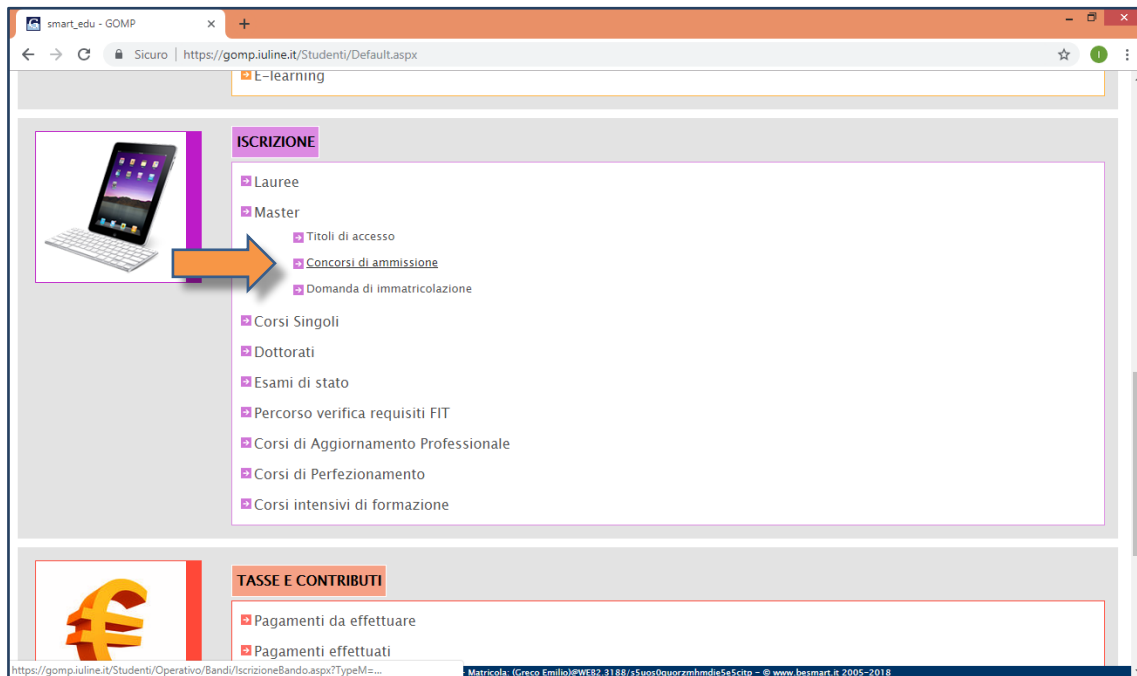 smart_edu - GOMP
Sicuro | https://gomp.iuline.it/Studenti/Default.aspx
I
E-learning
ISCRIZIONE
Lauree
Master
Titoli di accesso
Concorsi di ammissione
Domanda di immatricolazione
Corsi Singoli
Dottorati
Esami di stato
Percorso verifica requisiti FIT
Corsi di Aggiornamento Professionale
Corsi di Perfezionamento
Corsi intensivi di formazione
TASSE E CONTRIBUTI
Pagamenti da effettuare
Pagamenti effettuati
https://gomp.iuline.it/Studenti/Operativo/Bandi/IscrizioneBando.aspx?TypeM=...
- Matricola: (Greco Emilio)@WEB2.3188/ - © www.besmart.it 2005-2018